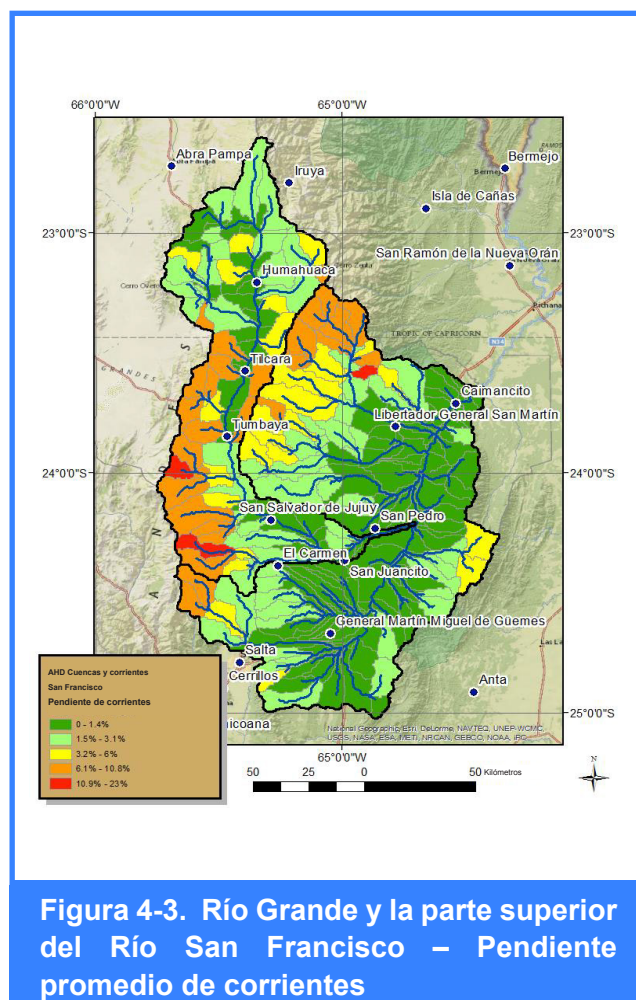 66°0'0"W 65°0'0"W
Abra Pampa
Iruya
Bermejo
Isla de Cañas
23°0'0"S
San Ramón de la Nueva Orán
Humahuaca
TROPIC OF CAPRICORN
N34
Tilcara
Caimancito
Libertador General San Martín
Tumbaya
24°0'0"S 24°0'0"S
San Salvador de Jujuy
San Pedro
El Carmen
San Juancito
General Martín Miguel de Güemes
Salta
Cerrillos
Anta
icoana
25°0'0"S
National Geographic, Esri, DeLorme, NAVTEQ, UNEP-WCMC,
USGS, NASA, ESA, METI, NRCAN, GEBCO, NOAA, iPC
65°0'0"W
AHD Cuencas y corrientes
San Francisco
Pendiente de corrientes
0 - 1.4%
1.5% - 3.1%
3.2% - 6%
6.1% - 10.8%
10.9% - 23%
50 25 0 50 Kilómetros
N
Figura 4-3. Río Grande y la parte superior
del Río San Francisco – Pendiente
promedio de corrientes